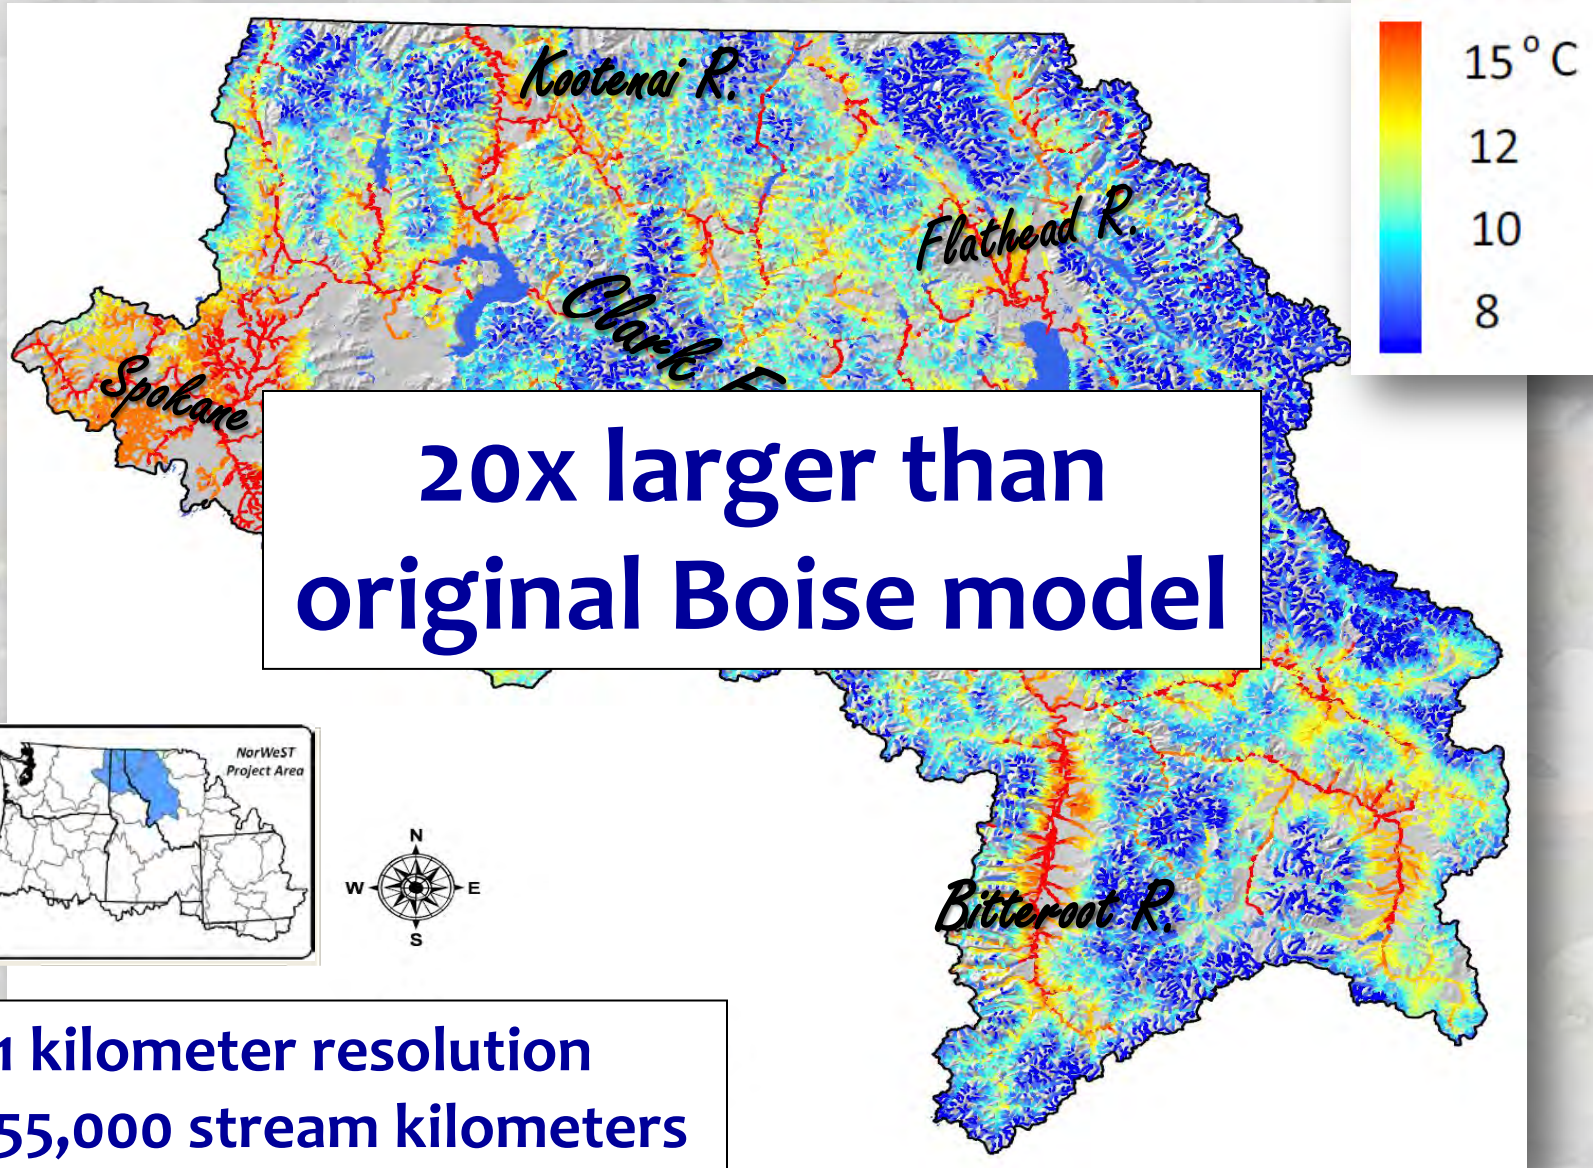 Kootenai R.
Flathead R.
Clark F
Spokane
Bitteroot R.
15 ° C
12
10
8
20x larger than
original Boise model
NorWeST
Project Area
N
W
E
S
1 kilometer resolution
55,000 stream kilometers